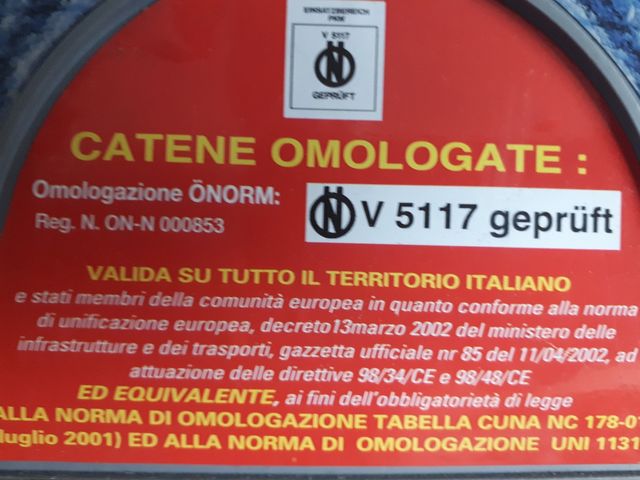 EINSATZBEREICH
PKW
V 5117
GEPRÜFT
CATENE OMOLOGATE :
Omologazione ÖNORM:
Reg. N. ON-N 000853
V 5117 geprüft
VALIDA SU TUTTO IL TERRITORIO ITALIANO
e stati membri della comunità europea in quanto conforme alla norma
di unificazione europea, decreto13marzo 2002 del ministero delle
infrastrutture e dei trasporti, gazzetta ufficiale nr 85 del 11/04/2002, ad
attuazione delle direttive 98/34/CE e 98/48/CE
ED EQUIVALENTE, ai fini dell'obbligatorietà di legge
ALLA NORMA DI OMOLOGAZIONE TABELLA CUNA NC 178-01
luglio 2001) ED ALLA NORMA DI OMOLOGAZIONE UNI 1131